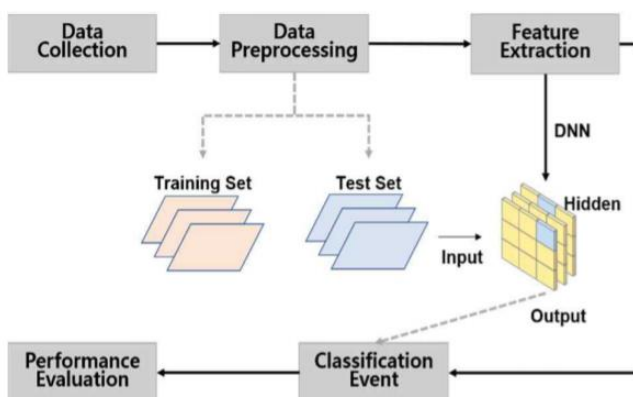 Data
Collection
Data
Preprocessing
Feature
Extraction
DNN
Training Set
Test Set
Hidden
Input
Output
Performance
Evaluation
Classification
Event